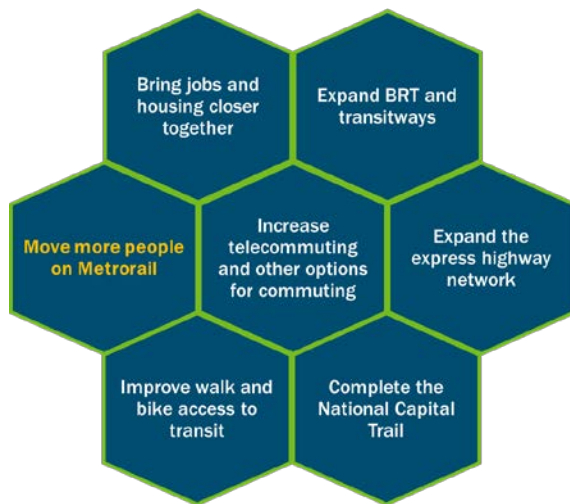 Bring jobs and
housing closer
together
Expand BRT and
transitways
Move more people
on Metrorail
Increase
telecommuting
and other options
for commuting
Expand the
express highway
network
Improve walk and
bike access to
transit
Complete the
National Capital
Trail